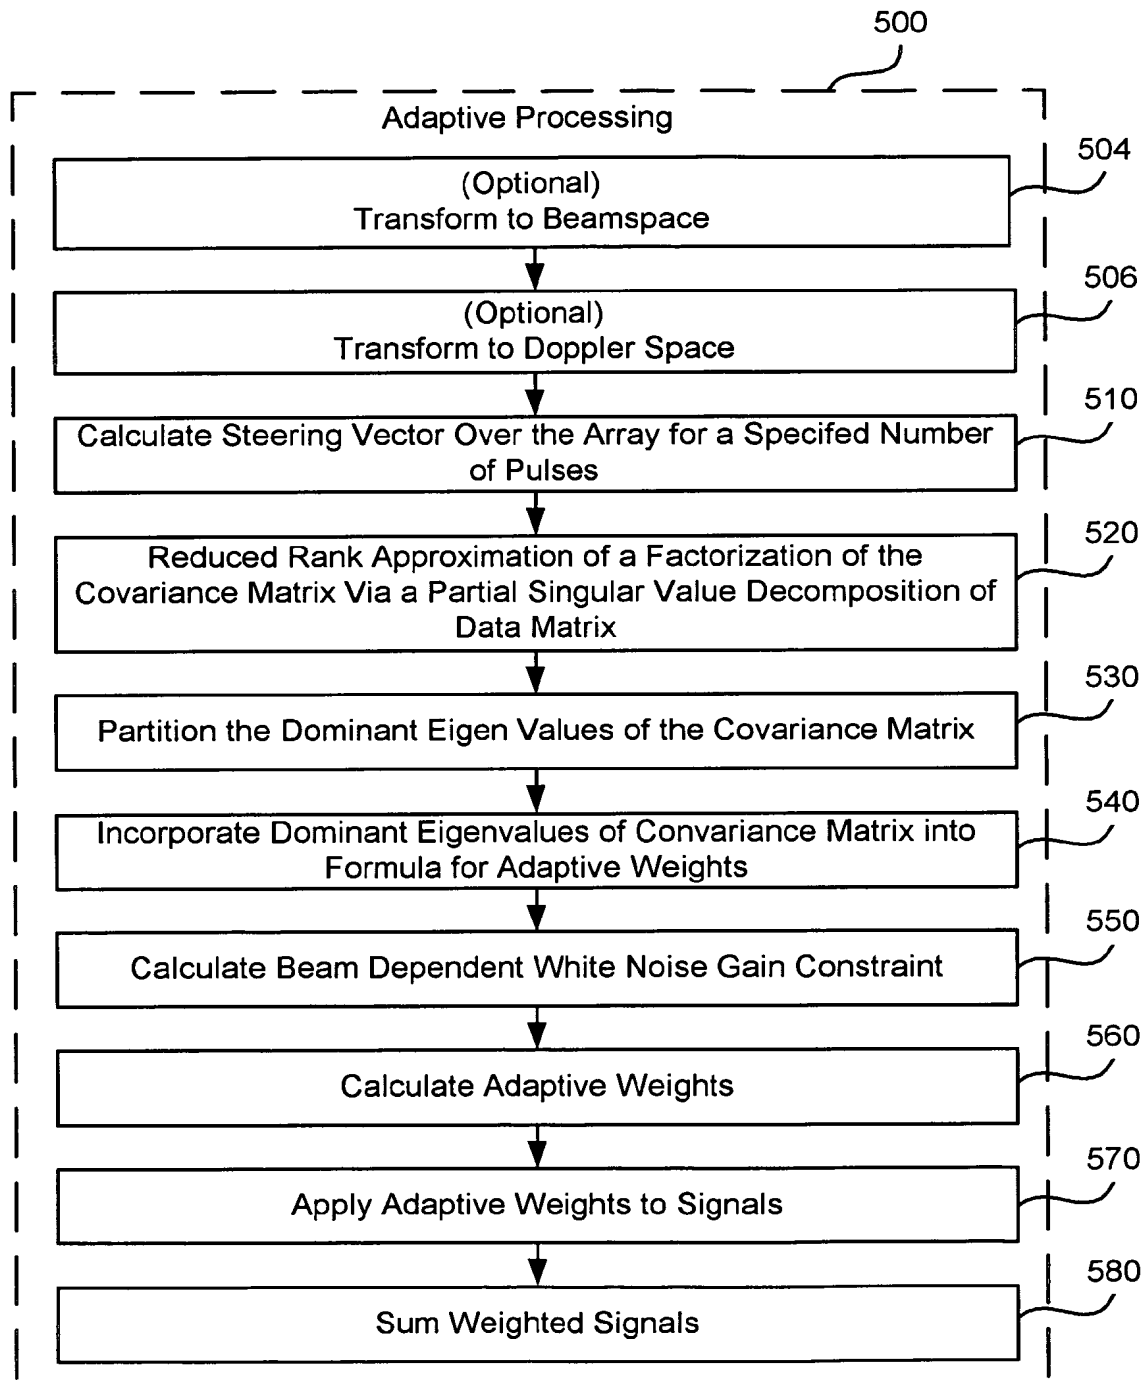 500
Adaptive Processing
504
(Optional)
Transform to Beamspace
506
(Optional)
Transform to Doppler Space
510
Calculate Steering Vector Over the Array for a Specifed Number
of Pulses
520
Reduced Rank Approximation of a Factorization of the
Covariance Matrix Via a Partial Singular Value Decomposition of
Data Matrix
530
Partition the Dominant Eigen Values of the Covariance Matrix
540
Incorporate Dominant Eigenvalues of Convariance Matrix into
Formula for Adaptive Weights
550
Calculate Beam Dependent White Noise Gain Constraint
560
Calculate Adaptive Weights
570
Apply Adaptive Weights to Signals
580
Sum Weighted Signals